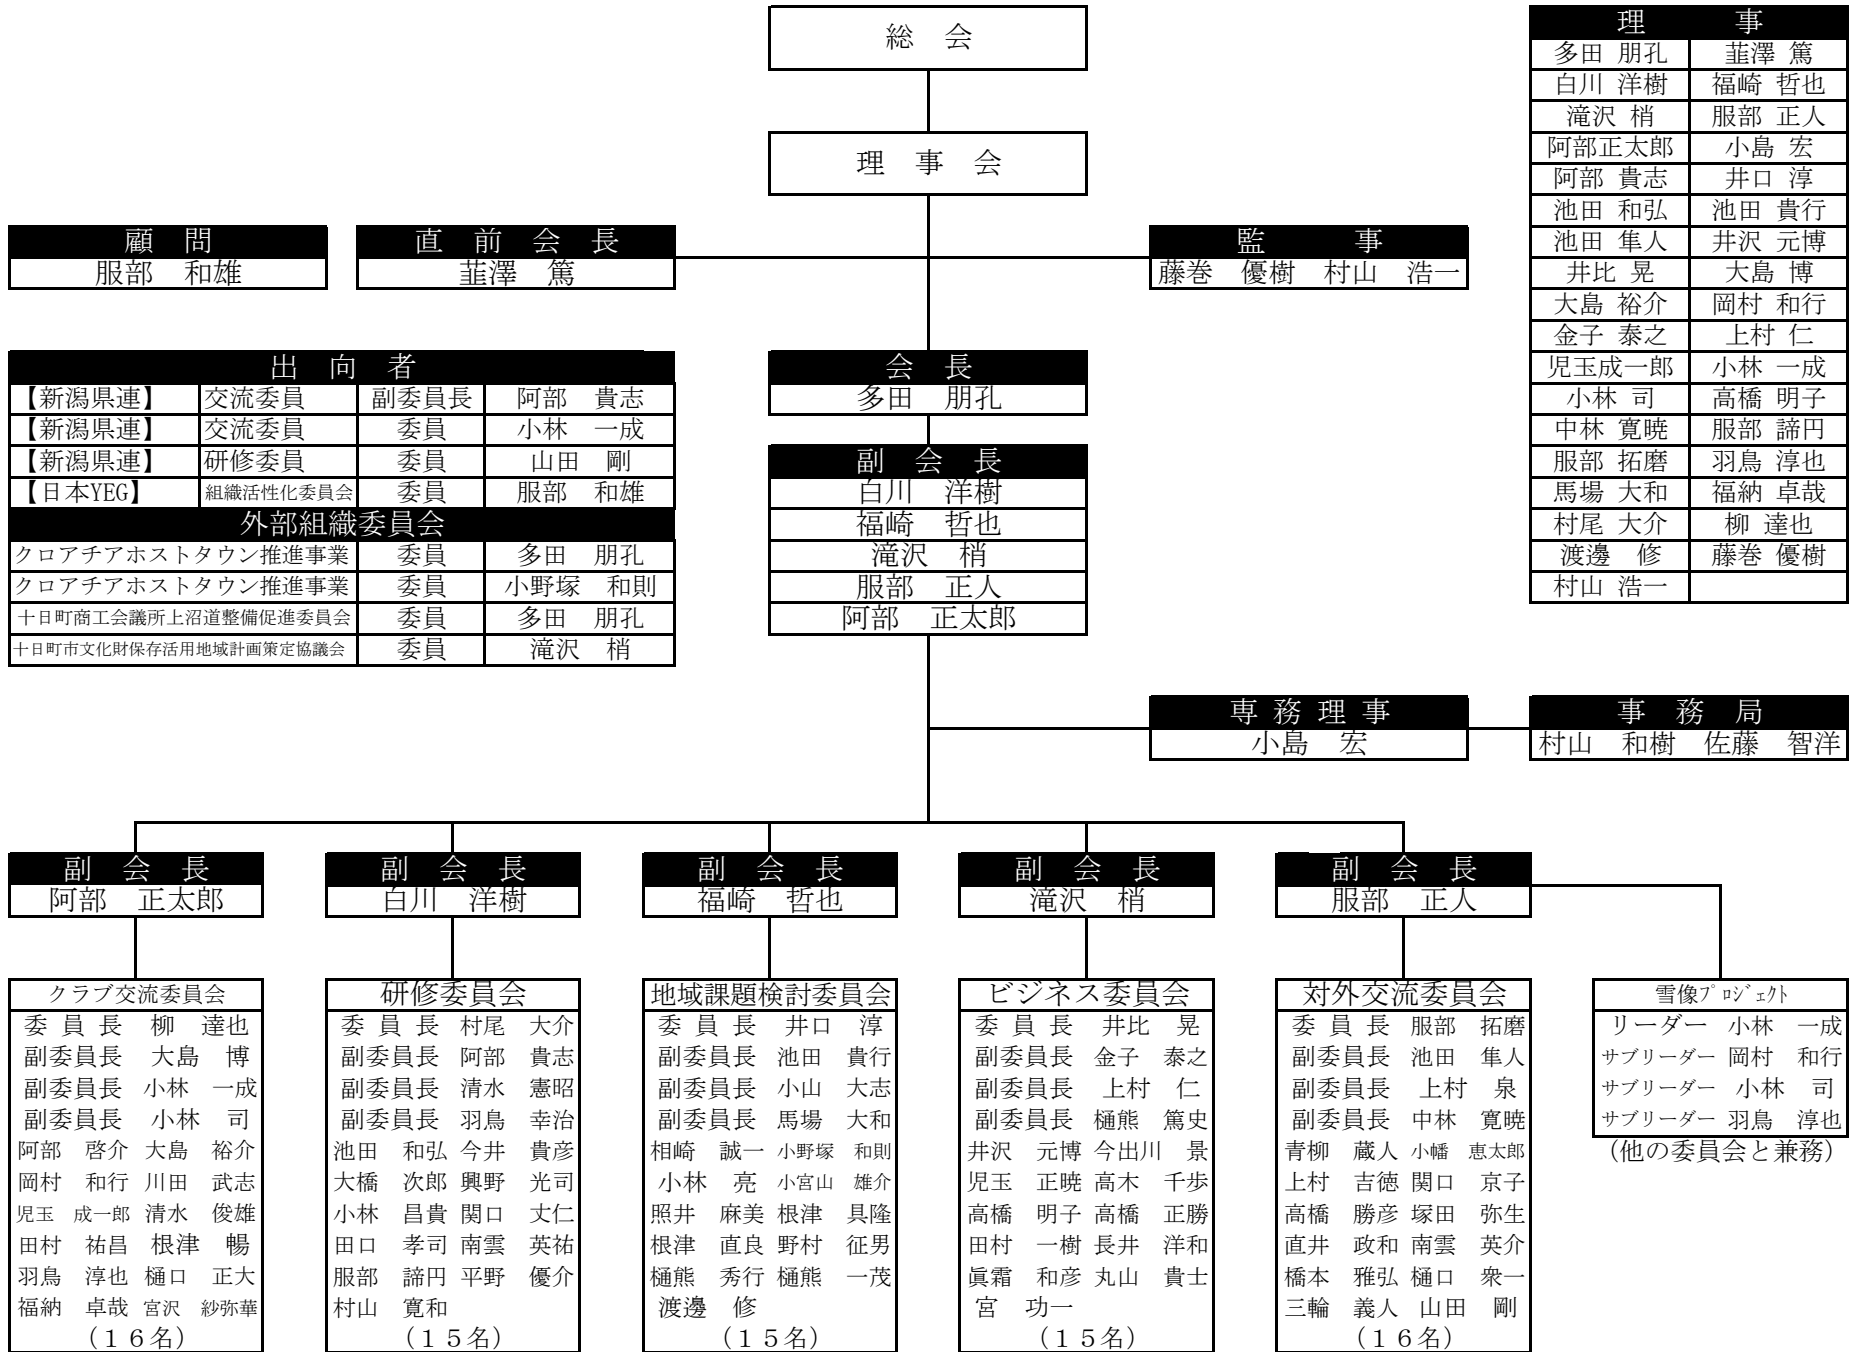 総　会
理　事　会
理　　　事
多田 朋孔　韮澤 篤
白川 洋樹　福崎 哲也
滝沢 梢　服部 正人
阿部正太郎　小島 宏
阿部 貴志　井口 淳
池田 和弘　池田 貴行
池田 隼人　井沢 元博
井比 晃　大島 博
大島 裕介　岡村 和行
金子 泰之　上村 仁
児玉成一郎　小林 一成
小林 司　高橋 明子
中林 寛暁　服部 諦円
服部 拓磨　羽鳥 淳也
馬場 大和　福納 卓哉
村尾 大介　柳 達也
渡邊　修　藤巻 優樹
村山 浩一
顧　問
服部　和雄
直　前　会　長
韮澤　篤
監　　　事
藤巻　優樹　村山　浩一
出　向　者
【新潟県連】　交流委員　副委員長　阿部　貴志
【新潟県連】　交流委員　委員　小林　一成
【新潟県連】　研修委員　委員　山田　剛
【日本YEG】　組織活性化委員会　委員　服部　和雄
外部組織委員会
クロアチアホストタウン推進事業　委員　多田　朋孔
クロアチアホストタウン推進事業　委員　小野塚　和則
十日町商工会議所上沼道整備促進委員会　委員　多田　朋孔
十日町市文化財保存活用地域計画策定協議会　委員　滝沢　梢
会　長
多田　朋孔
副　会　長
白川　洋樹
福崎　哲也
滝沢　梢
服部　正人
阿部　正太郎
専 務 理 事
小島　宏
事　務　局
村山　和樹　佐藤　智洋
副　会　長
阿部　正太郎
副　会　長
白川　洋樹
副　会　長
福崎　哲也
副　会　長
滝沢　梢
副　会　長
服部　正人
クラブ交流委員会
委 員 長　柳　達也
副委員長　大島　博
副委員長　小林　一成
副委員長　小林　司
阿部　啓介　大島　裕介
岡村　和行　川田　武志
児玉　成一郎　清水　俊雄
田村　祐昌　根津　暢
羽鳥　淳也　樋口　正大
福納　卓哉　宮沢　紗弥華
（１６名）
研修委員会
委 員 長　村尾　大介
副委員長　阿部　貴志
副委員長　清水　憲昭
副委員長　羽鳥　幸治
池田　和弘　今井　貴彦
大橋　次郎　興野　光司
小林　昌貴　関口　丈仁
田口　孝司　南雲　英祐
服部　諦円　平野　優介
村山　寛和
（１５名）
地域課題検討委員会
委 員 長　井口　淳
副委員長　池田　貴行
副委員長　小山　大志
副委員長　馬場　大和
相崎　誠一　小野塚　和則
小林　亮　小宮山　雄介
照井　麻美　根津　具隆
根津　直良　野村　征男
樋熊　秀行　樋熊　一茂
渡邊　修
（１５名）
ビジネス委員会
委 員 長　井比　晃
副委員長　金子　泰之
副委員長　上村　仁
副委員長　樋熊　篤史
井沢　元博　今出川　景
児玉　正暁　高木　千歩
高橋　明子　高橋　正勝
田村　一樹　長井　洋和
眞霜　和彦　丸山　貴士
宮　功一
（１５名）
対外交流委員会
委 員 長　服部　拓磨
副委員長　池田　隼人
副委員長　上村　泉
副委員長　中林　寛暁
青柳　蔵人　小幡　恵太郎
上村　吉徳　関口　京子
高橋　勝彦　塚田　弥生
直井　政和　南雲　英介
橋本　雅弘　樋口　衆一
三輪　義人　山田　剛
（１６名）
雪像ﾌﾟﾛｼﾞｪｸﾄ
リーダー　小林　一成
サブリーダー　岡村　和行
サブリーダー　小林　司
サブリーダー　羽鳥　淳也
（他の委員会と兼務）